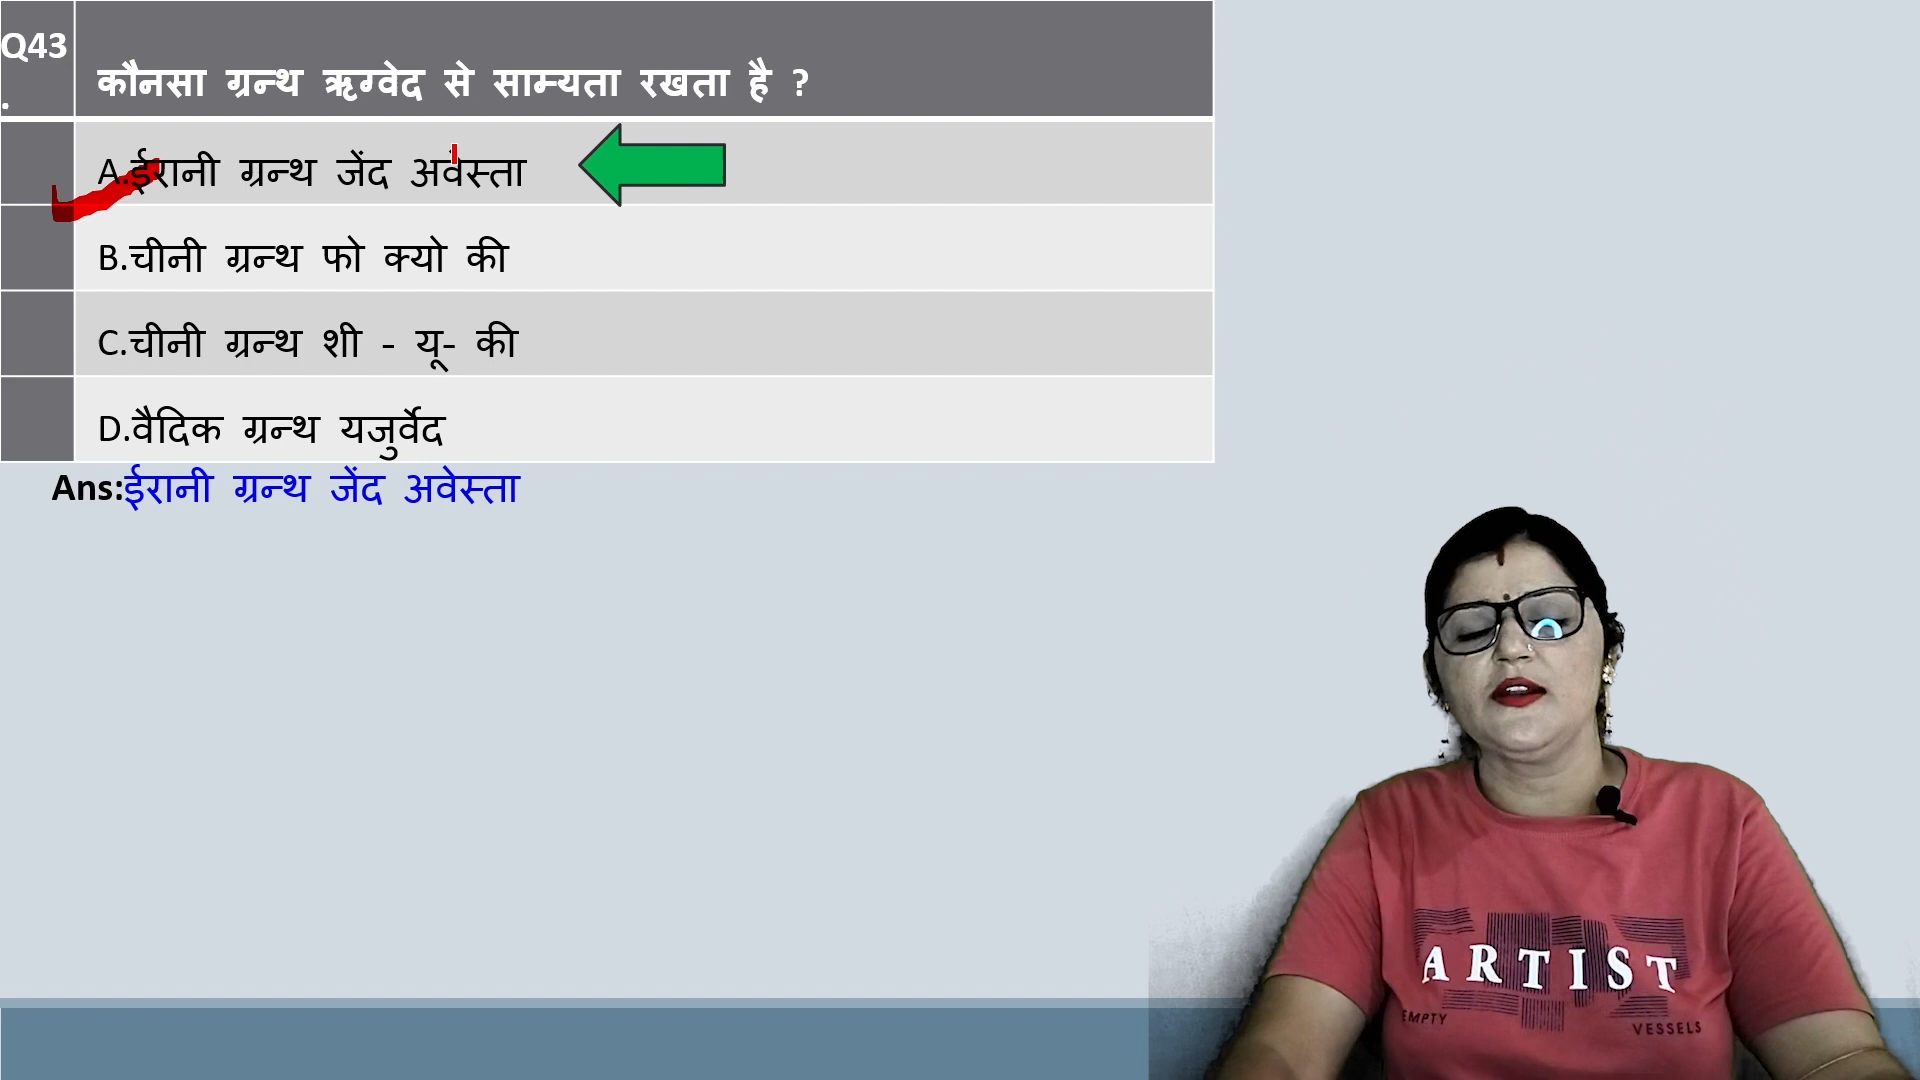 Q43
.
कौनसा ग्रन्थ ऋग्वेद से साम्यता रखता है ?
A.ईरानी ग्रन्थ जेंद अवेस्ता
B.चीनी ग्रन्थ फो क्यो की
C.चीनी ग्रन्थ शी - यू- की
D.वैदिक ग्रन्थ यजुर्वेद
Ans:ईरानी ग्रन्थ जेंद अवेस्ता
ARTIST
EMPTY
VESSELS